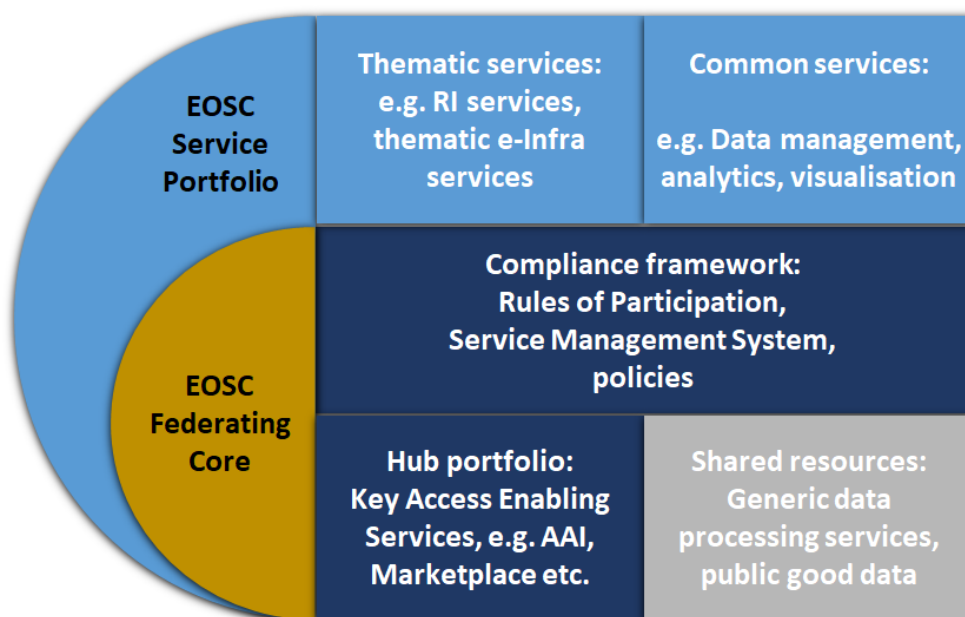 EOSC
Service
Portfolio
Thematic services:
e.g. RI services,
thematic e-Infra
services
Common services:
e.g. Data management,
analytics, visualisation
EOSC
Federating
Core
Compliance framework:
Rules of Participation,
Service Management System,
policies
Hub portfolio:
Key Access Enabling
Services, e.g. AAI,
Marketplace etc.
Shared resources:
Generic data
processing services,
public good data